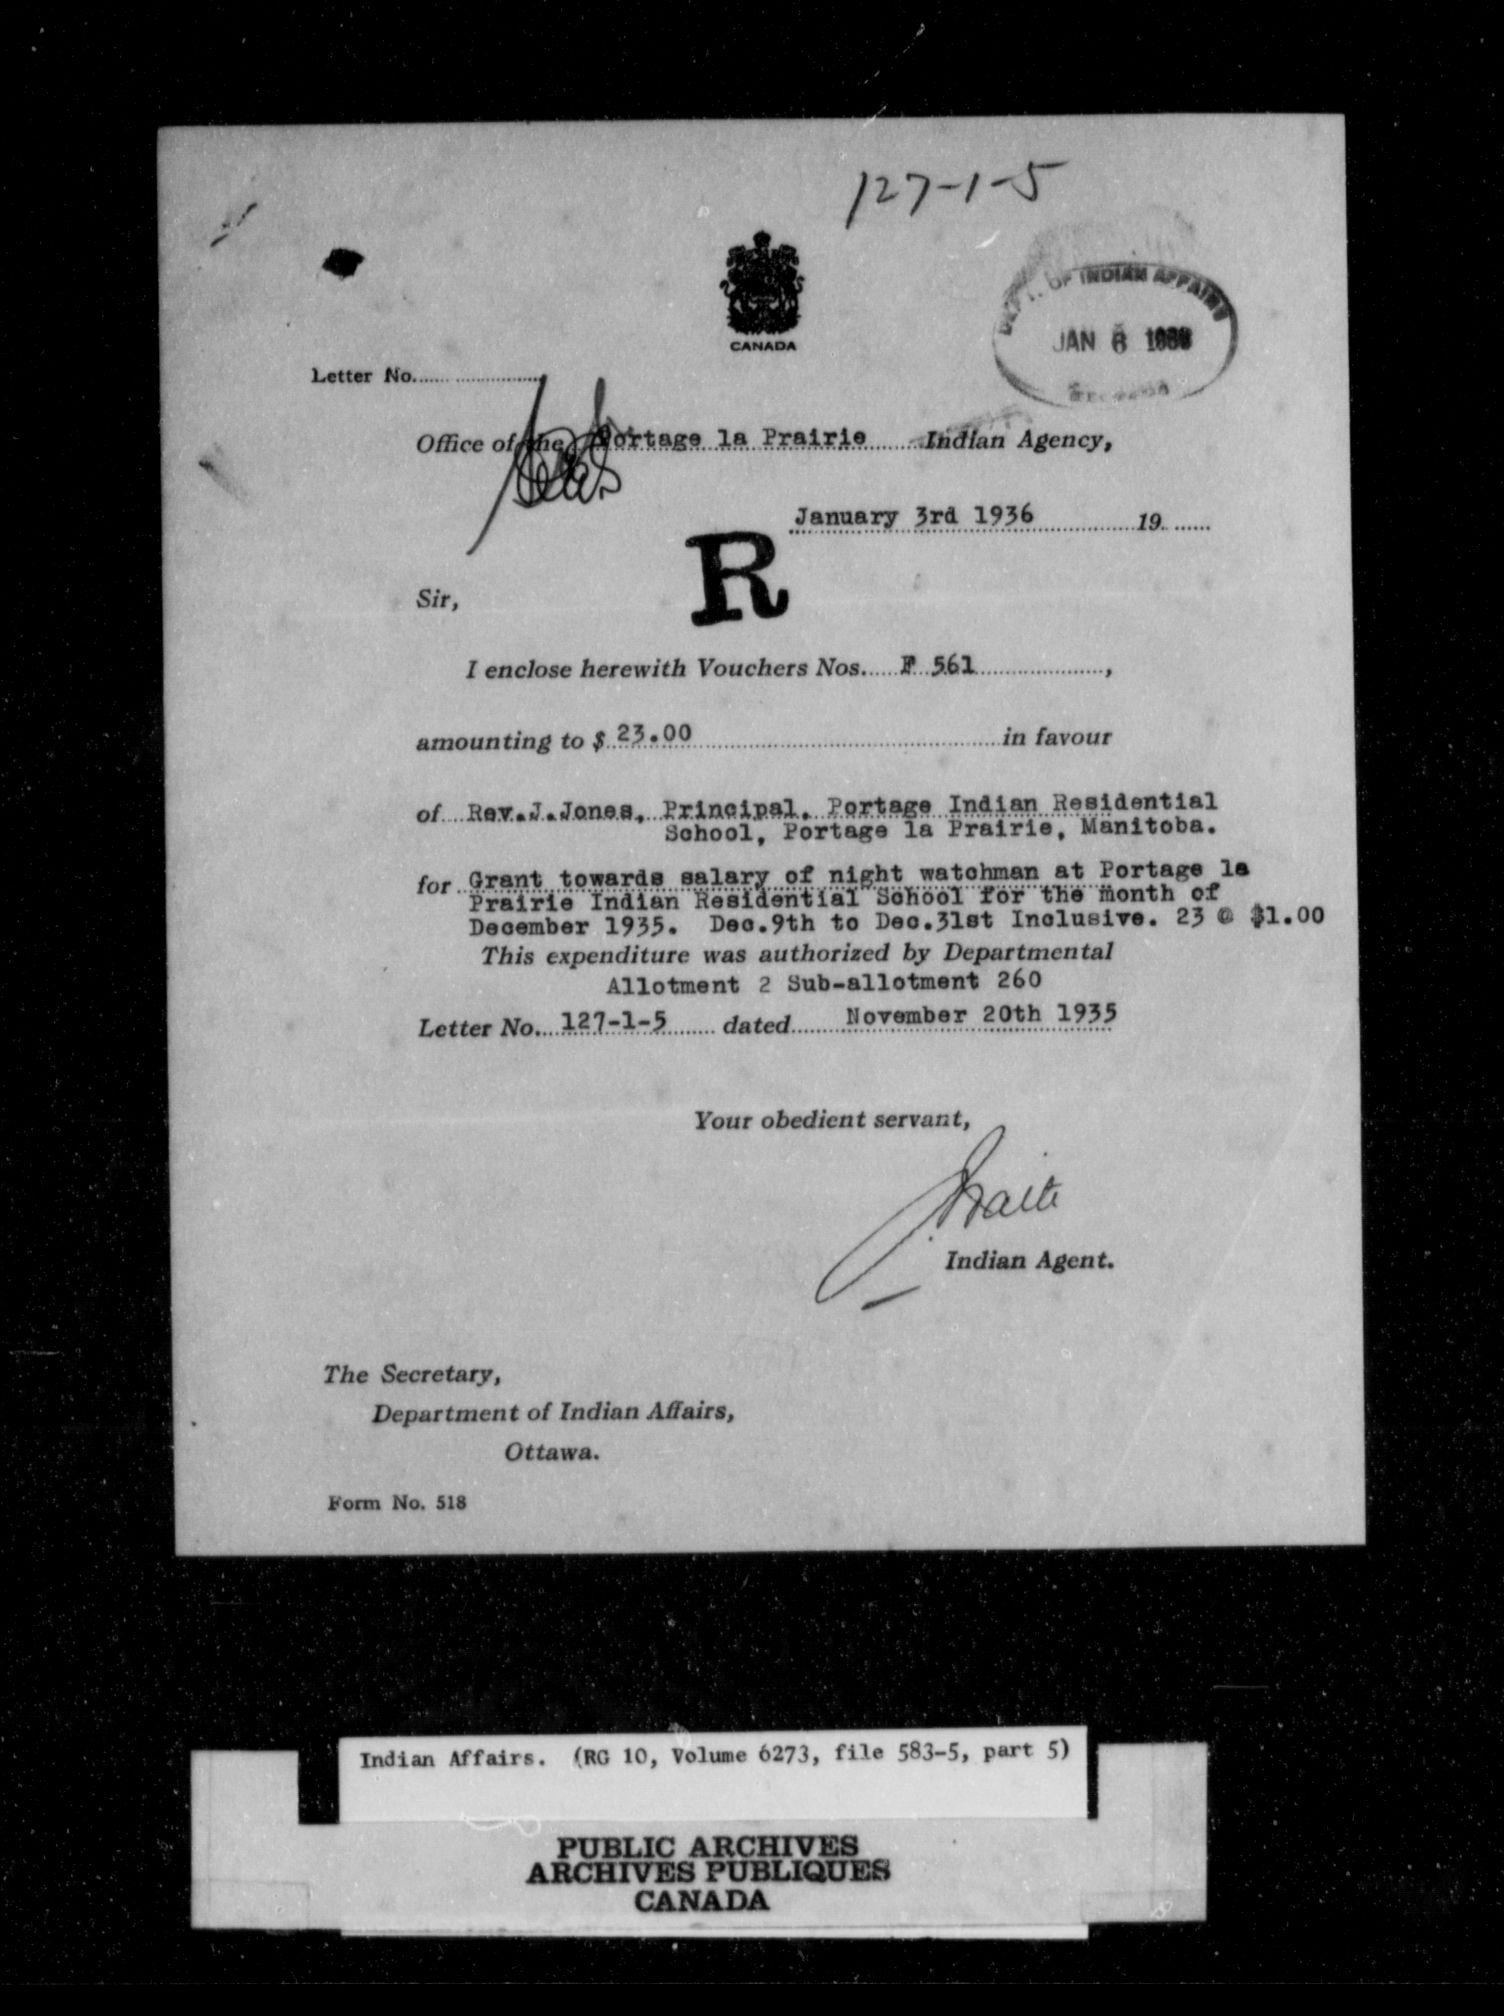 127-1-5
CANADA
DEPT. OF INDIAN AFFAIRS
JAN 6 1936
Letter No.
Office of the Portage la Prairie Indian Agency,
January 3rd 1936 19
R
Sir,
I enclose herewith Vouchers Nos. F 561,
amounting to $ 23.00 in favour
of Rev.J.Jones, Principal, Portage Indian Residential
School, Portage la Prairie, Manitoba.
for Grant towards salary of night watchman at Portage la
Prairie Indian Residential School for the month of
December 1935. Dec.9th to Dec.31st Inclusive. 23 @ $1.00
This expenditure was authorized by Departmental
Allotment 2 Sub-allotment 260
Letter No. 127-1-5 dated November 20th 1935
Your obedient servant,
Indian Agent.
The Secretary,
Department of Indian Affairs,
Ottawa.
Form No. 518
Indian Affairs. (RG 10, Volume 6273, file 583-5, part 5)
PUBLIC ARCHIVES
ARCHIVES PUBLIQUES
CANADA